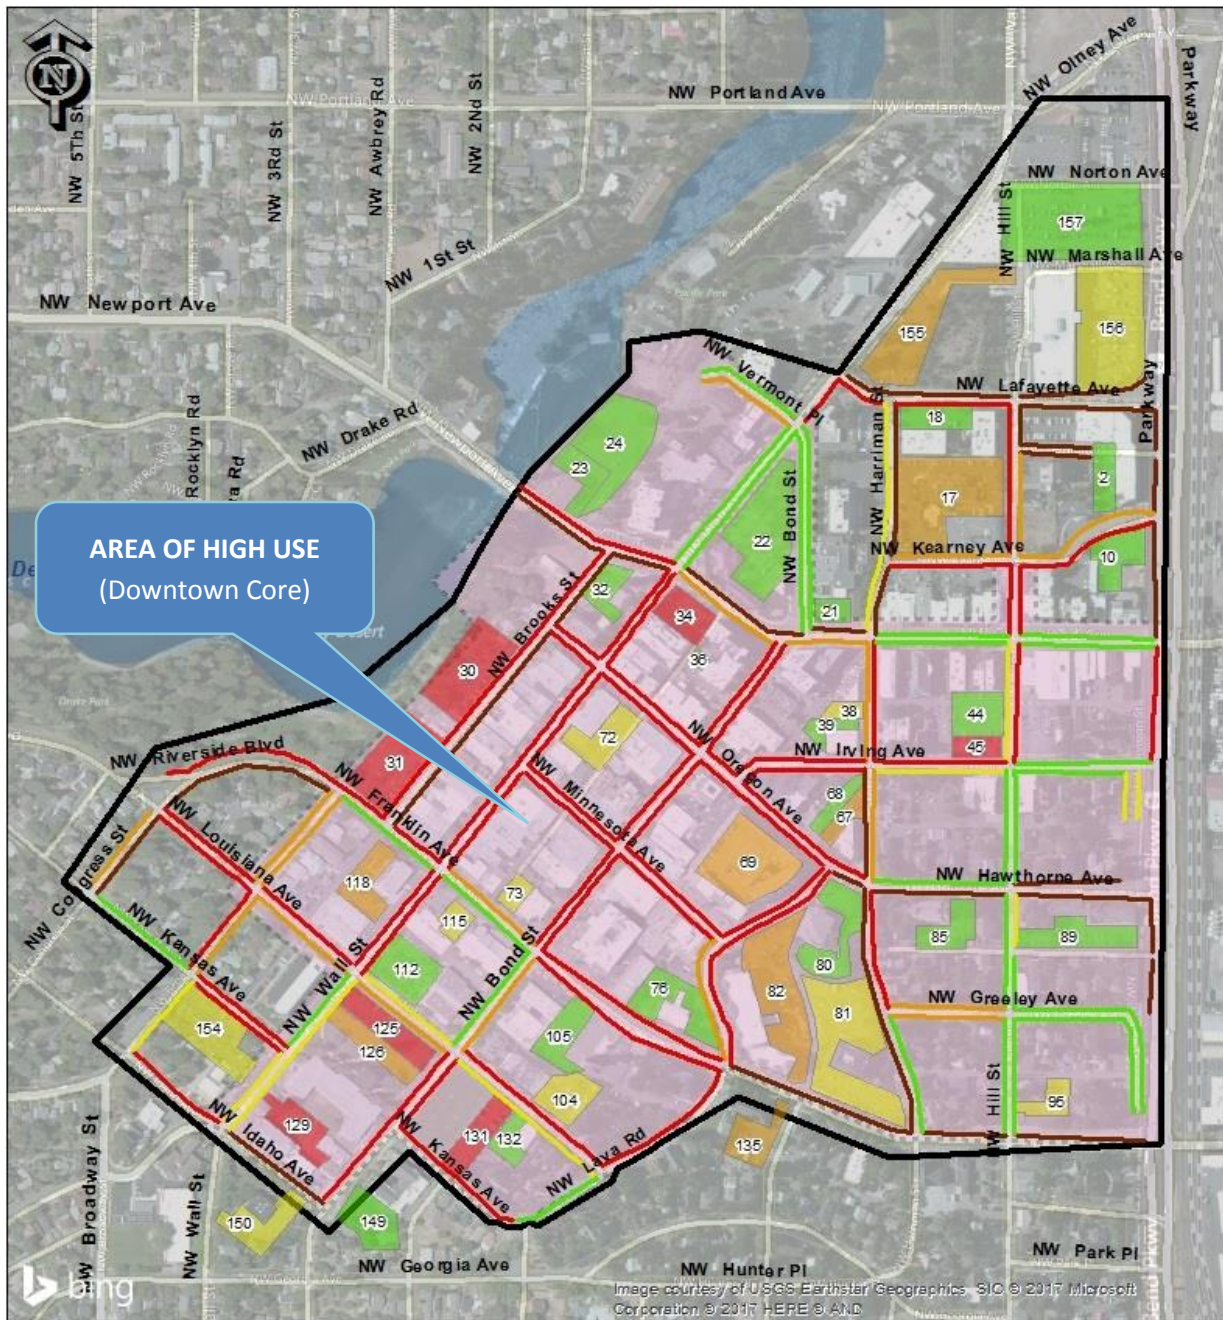 N
NW Olney Ave
Parkway
NW Portland Ave
NW Portland Ave
NW Portland Ave
NW 5Th St
NW 3Rd St
NW Awbrey Rd
NW 2Nd St
NW Norton Ave
NW Hill St
157
NW Marshall Ave
NW 1St St
NW Newport Ave
155
156
NW Vermont Pl
NW Lafayette Ave
Parkway
NW Harriman St
18
NW Drake Rd
Newport Ave
24
23
Rocklyn Rd
17
2
22
NW Bond St
NW Kearney Ave
10
AREA OF HIGH USE
(Downtown Core)
32
21
34
36
NW Brooks St
30
44
38
39
72
NW Oregon Ave
NW Irving Ave
45
NW Riverside Blvd
31
NW Minnesota Ave
68
67
NW Franklin Ave
69
NW Louisiana Ave
118
73
NW Hawthorne Ave
115
85
89
NW Kansas Ave
NW Wall St
112
NW Bond St
80
82
76
81
NW Greeley Ave
154
125
126
105
104
NW Hill St
95
129
131
132
135
NW Idaho Ave
NW Kansas Ave
NW Lava Rd
NW Broadway St
NW Wall St
150
149
NW Georgia Ave
NW Hunter Pl
NW Park Pl
bing
Image courtesy of USGS Earthstar Geographics SIO © 2017 Microsoft
Corporation © 2017 HERE © AND